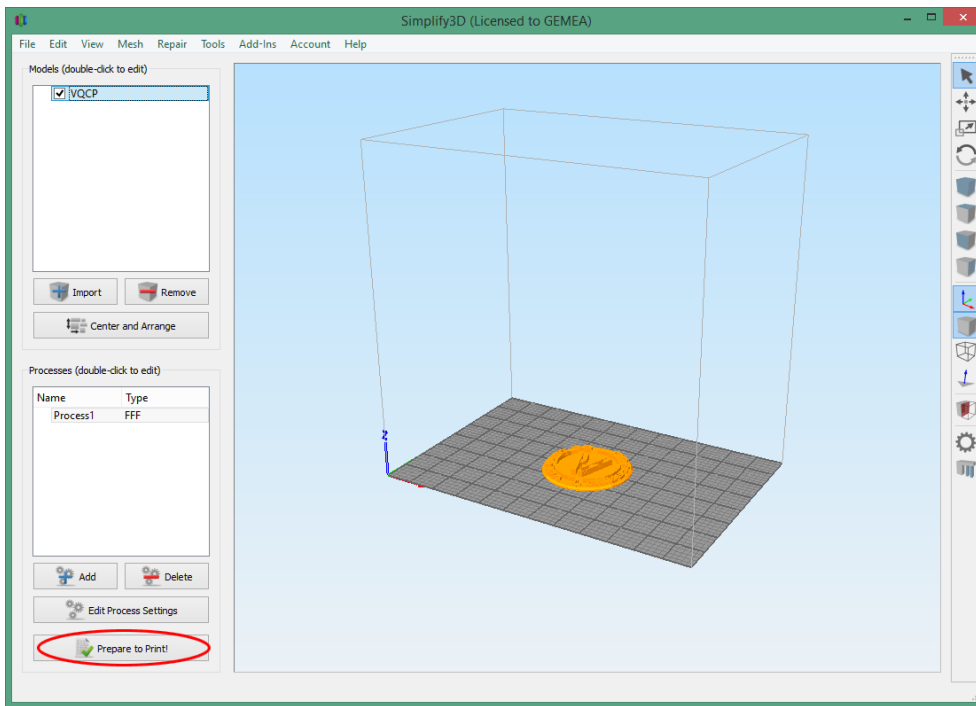 Simplify3D (Licensed to GEMEA)
File Edit View Mesh Repair Tools Add-Ins Account Help
Models (double-click to edit)
VQCP
Import Remove
Center and Arrange
Processes (double-click to edit)
Name Type
Process1 FFF
Add Delete
Edit Process Settings
Prepare to Print!
Z